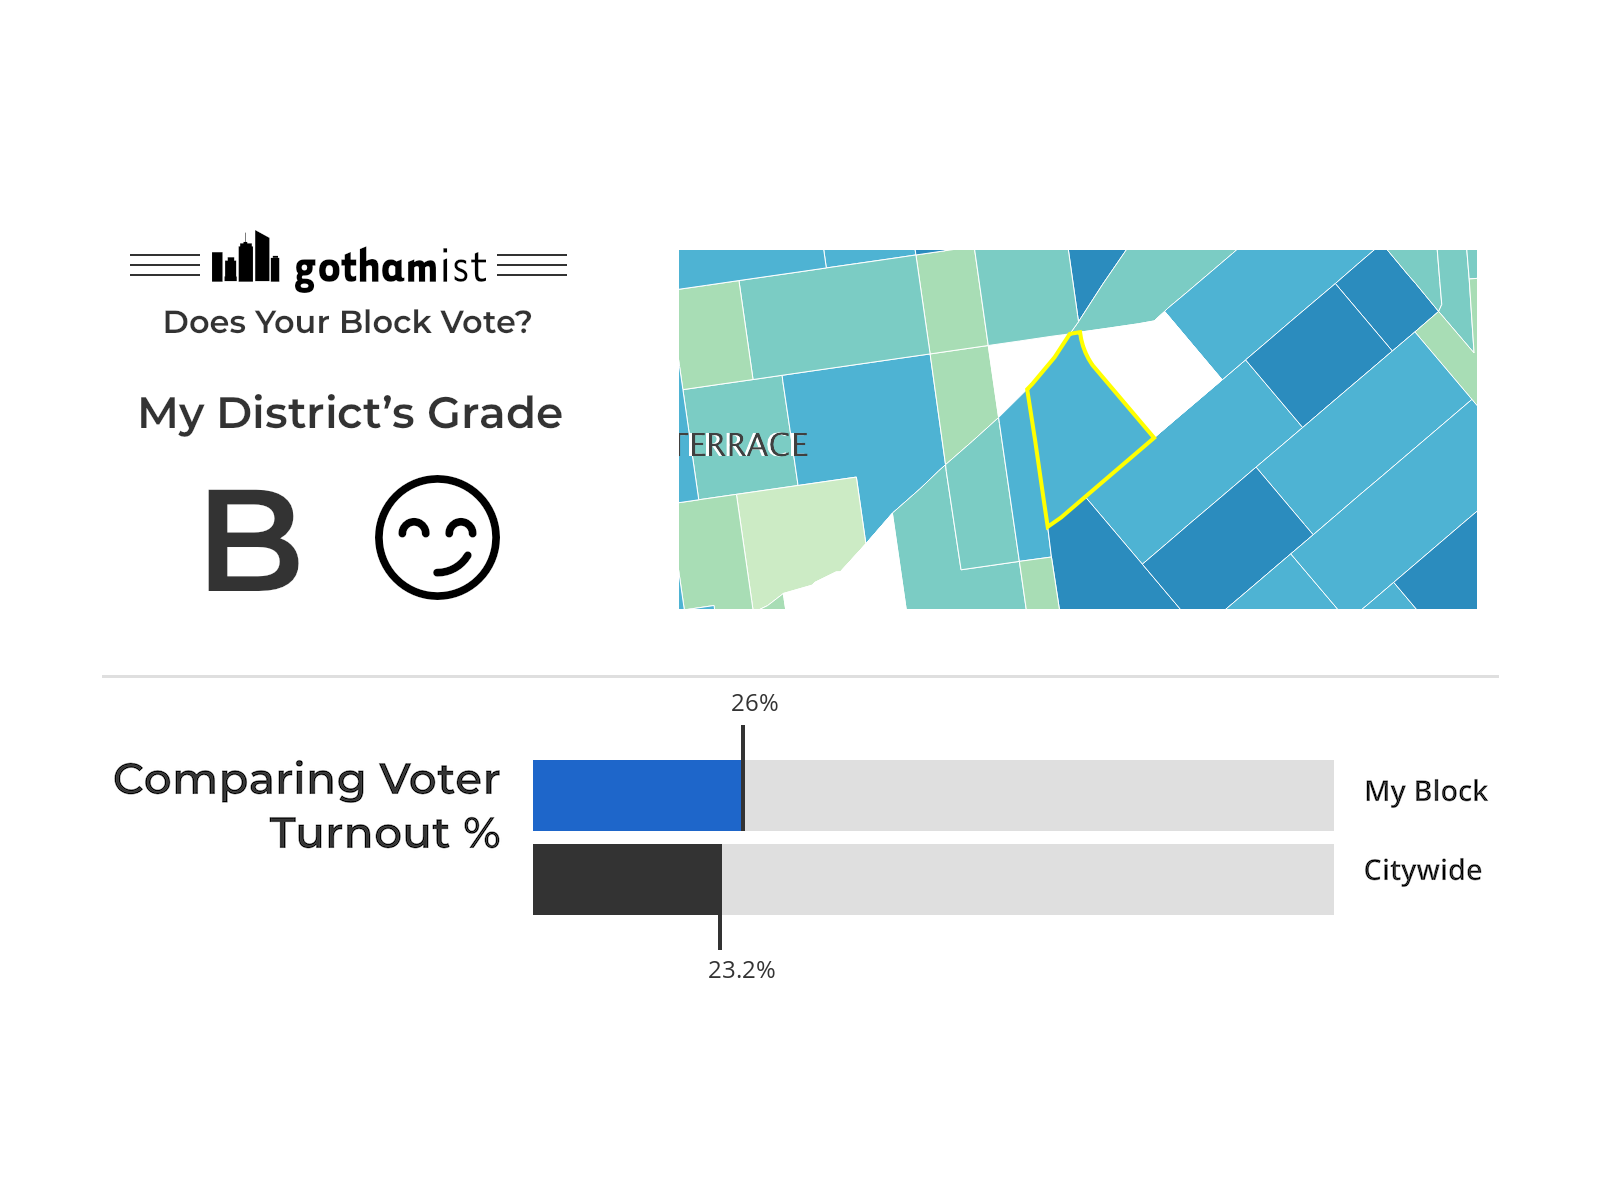 gothamist
Does Your Block Vote?
My District's Grade
B
TERRACE
26%
Comparing Voter
Turnout %
My Block
Citywide
23.2%